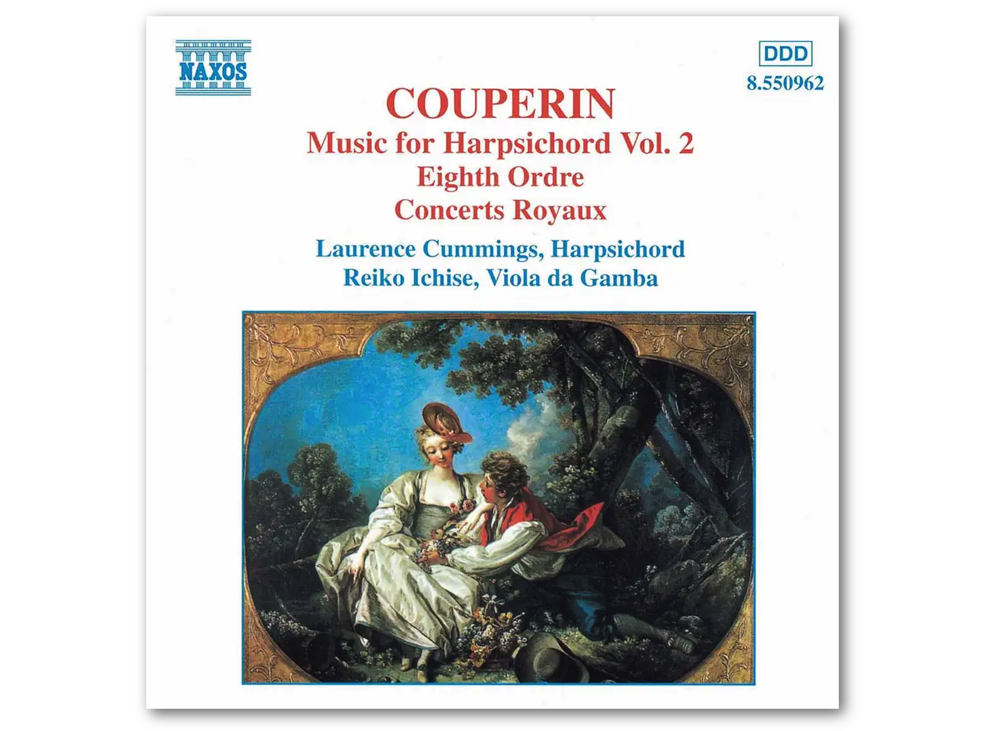 NAXOS
DDD
8.550962
COUPERIN
Music for Harpsichord Vol. 2
Eighth Ordre
Concerts Royaux
Laurence Cummings, Harpsichord
Reiko Ichise, Viola da Gamba